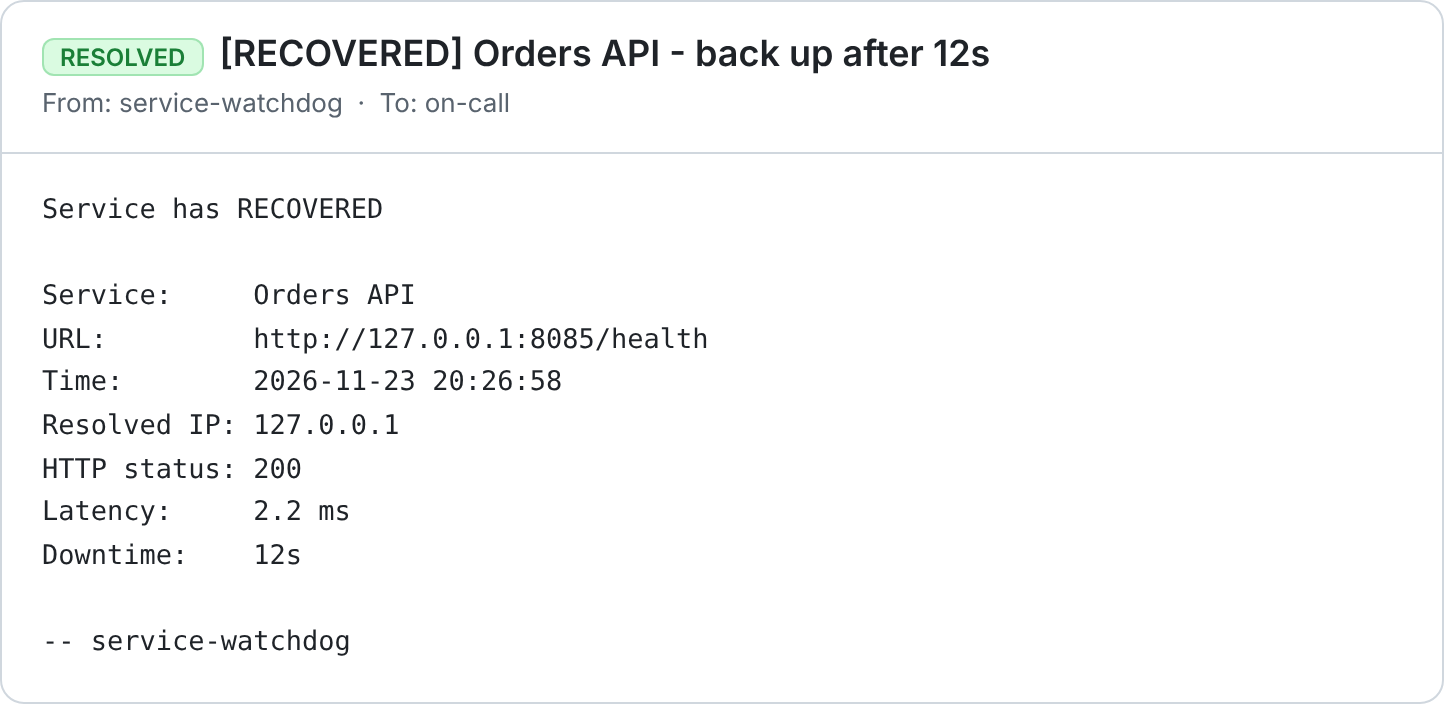 RESOLVED [RECOVERED] Orders API - back up after 12s
From: service-watchdog · To: on-call
Service has RECOVERED
Service: Orders API
URL: http://127.0.0.1:8085/health
Time: 2026-11-23 20:26:58
Resolved IP: 127.0.0.1
HTTP status: 200
Latency: 2.2 ms
Downtime: 12s
-- service-watchdog